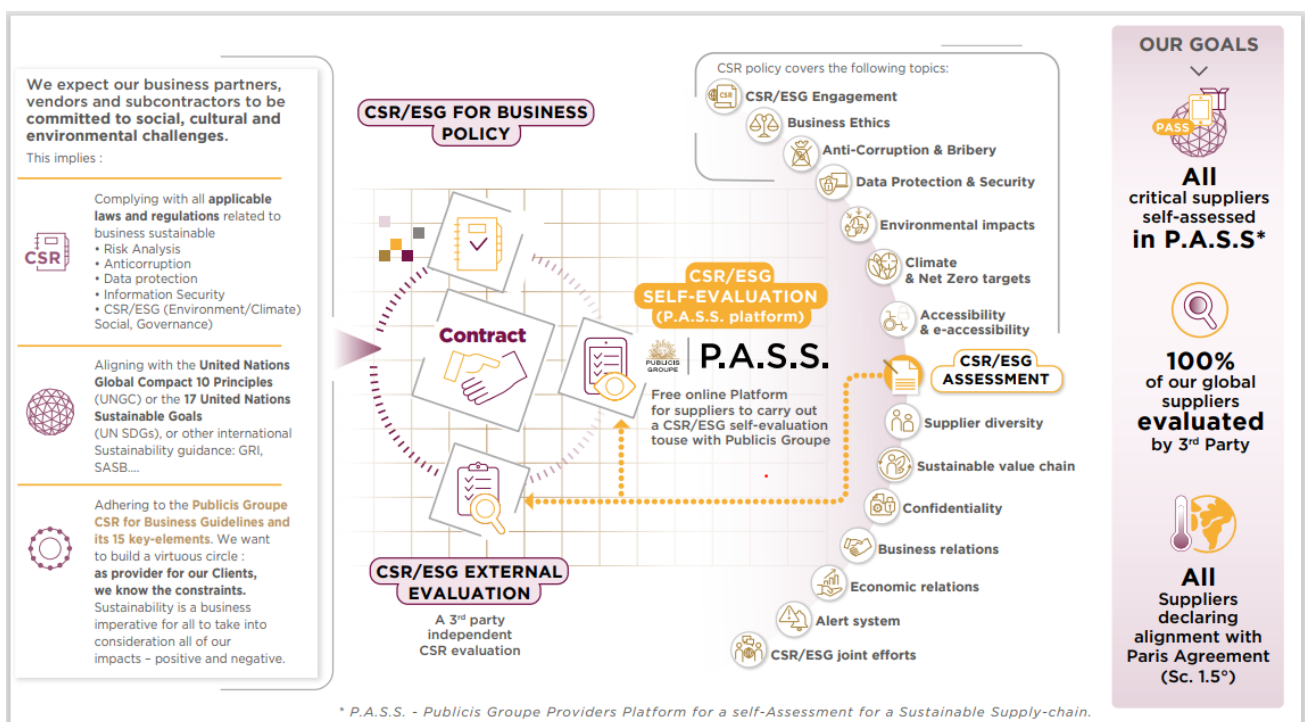 We expect our business partners,
vendors and subcontractors to be
committed to social, cultural and
environmental challenges.
This implies :
CSR
Complying with all applicable
laws and regulations related to
business sustainable
• Risk Analysis
• Anticorruption
• Data protection
• Information Security
• CSR/ESG (Environment/Climate)
Social, Governance)
Aligning with the United Nations
Global Compact 10 Principles
(UNGC) or the 17 United Nations
Sustainable Goals
(UN SDGs), or other international
Sustainability guidance: GRI,
SASB....
Adhering to the Publicis Groupe
CSR for Business Guidelines and
its 15 key-elements. We want
to build a virtuous circle :
as provider for our Clients,
we know the constraints.
Sustainability is a business
imperative for all to take into
consideration all of our
impacts – positive and negative.
CSR/ESG FOR BUSINESS
POLICY
Contract
CSR/ESG
SELF-EVALUATION
(P.A.S.S. platform)
PUBLICIS
GROUPE
P.A.S.S.
Free online Platform
for suppliers to carry out
a CSR/ESG self-evaluation
touse with Publicis Groupe
CSR/ESG EXTERNAL
EVALUATION
A 3rd party
independent
CSR evaluation
CSR policy covers the following topics:
CSR
CSR/ESG Engagement
Business Ethics
Anti-Corruption & Bribery
Data Protection & Security
Environmental impacts
Climate
& Net Zero targets
Accessibility
& e-accessibility
CSR/ESG
ASSESSMENT
Supplier diversity
Sustainable value chain
Confidentiality
Business relations
Economic relations
Alert system
CSR/ESG joint efforts
OUR GOALS
PASS
All
critical suppliers
self-assessed
in P.A.S.S*
100%
of our global
suppliers
evaluated
by 3rd Party
All
Suppliers
declaring
alignment with
Paris Agreement
(Sc. 1.5°)
* P.A.S.S. - Publicis Groupe Providers Platform for a self-Assessment for a Sustainable Supply-chain.